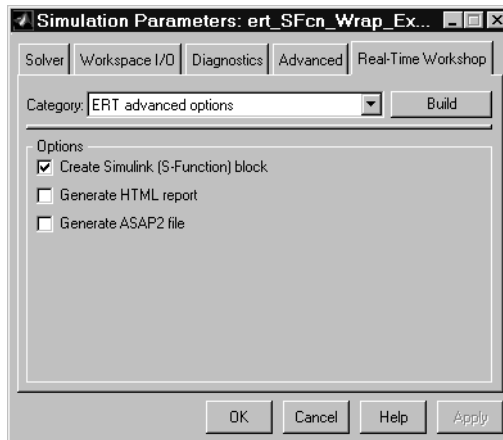 Simulation Parameters: ert_SFcn_Wrap_Ex...
Solver Workspace I/O Diagnostics Advanced Real-Time Workshop
Category: ERT advanced options Build
Options
Create Simulink (S-Function) block
Generate HTML report
Generate ASAP2 file
OK Cancel Help Apply